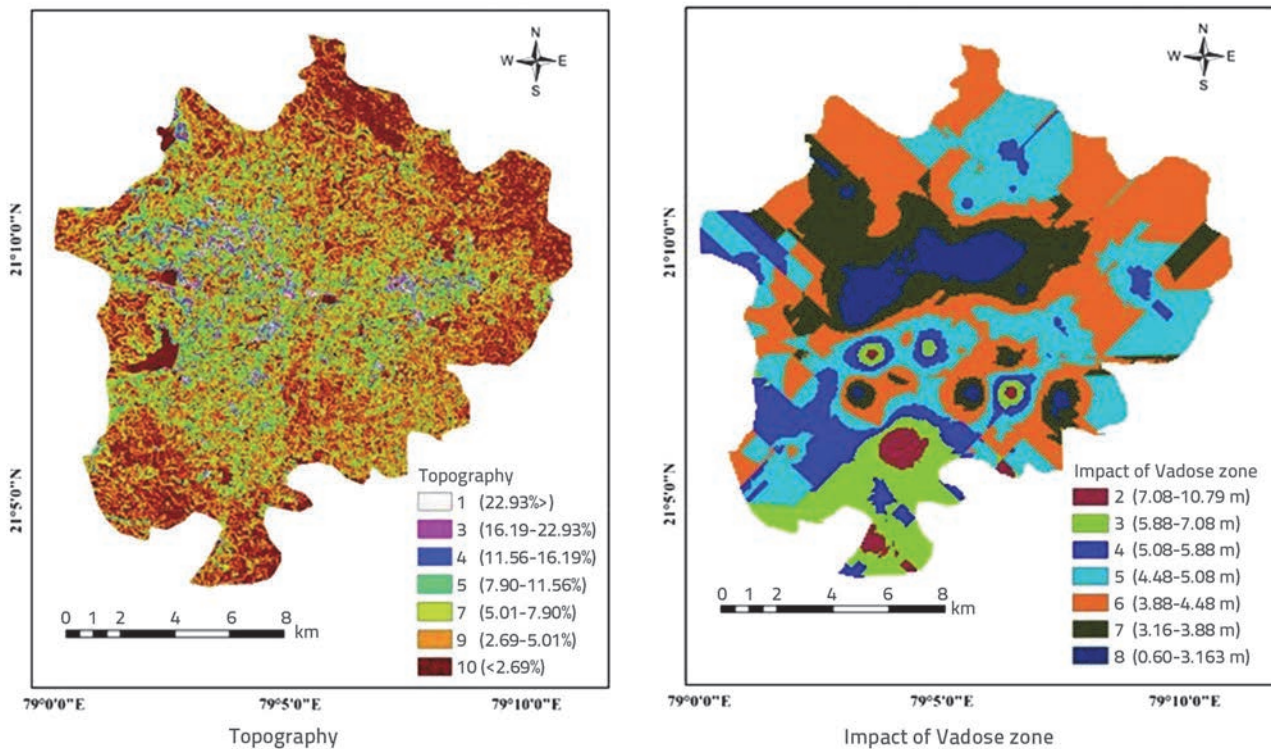 N
W E
S
21°10'0"N
21°5'0"N
Topography
1 (22.93%>)
3 (16.19-22.93%)
4 (11.56-16.19%)
5 (7.90-11.56%)
7 (5.01-7.90%)
9 (2.69-5.01%)
10 (<2.69%)
0 1 2 4 6 8
km
79°0'0"E 79°5'0"E 79°10'0"E
Topography
N
W E
S
21°10'0"N
21°5'0"N
Impact of Vadose zone
2 (7.08-10.79 m)
3 (5.88-7.08 m)
4 (5.08-5.88 m)
5 (4.48-5.08 m)
6 (3.88-4.48 m)
7 (3.16-3.88 m)
8 (0.60-3.163 m)
0 1 2 4 6 8
km
79°0'0"E 79°5'0"E 79°10'0"E
Impact of Vadose zone